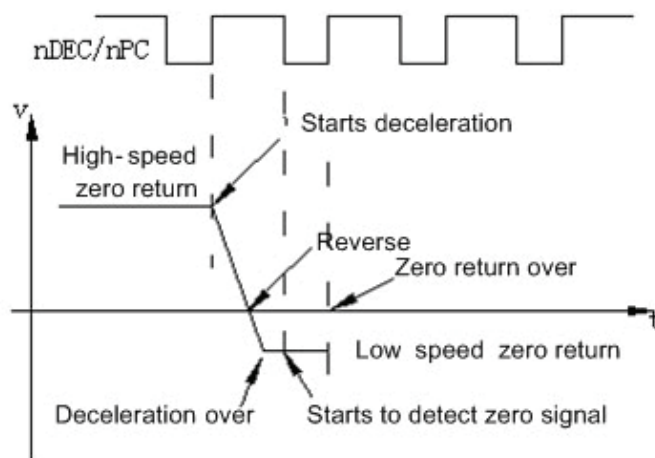 nDEC/nPC
v
Starts deceleration
High-speed
zero return
Reverse
Zero return over
t
Low speed zero return
Deceleration over
Starts to detect zero signal